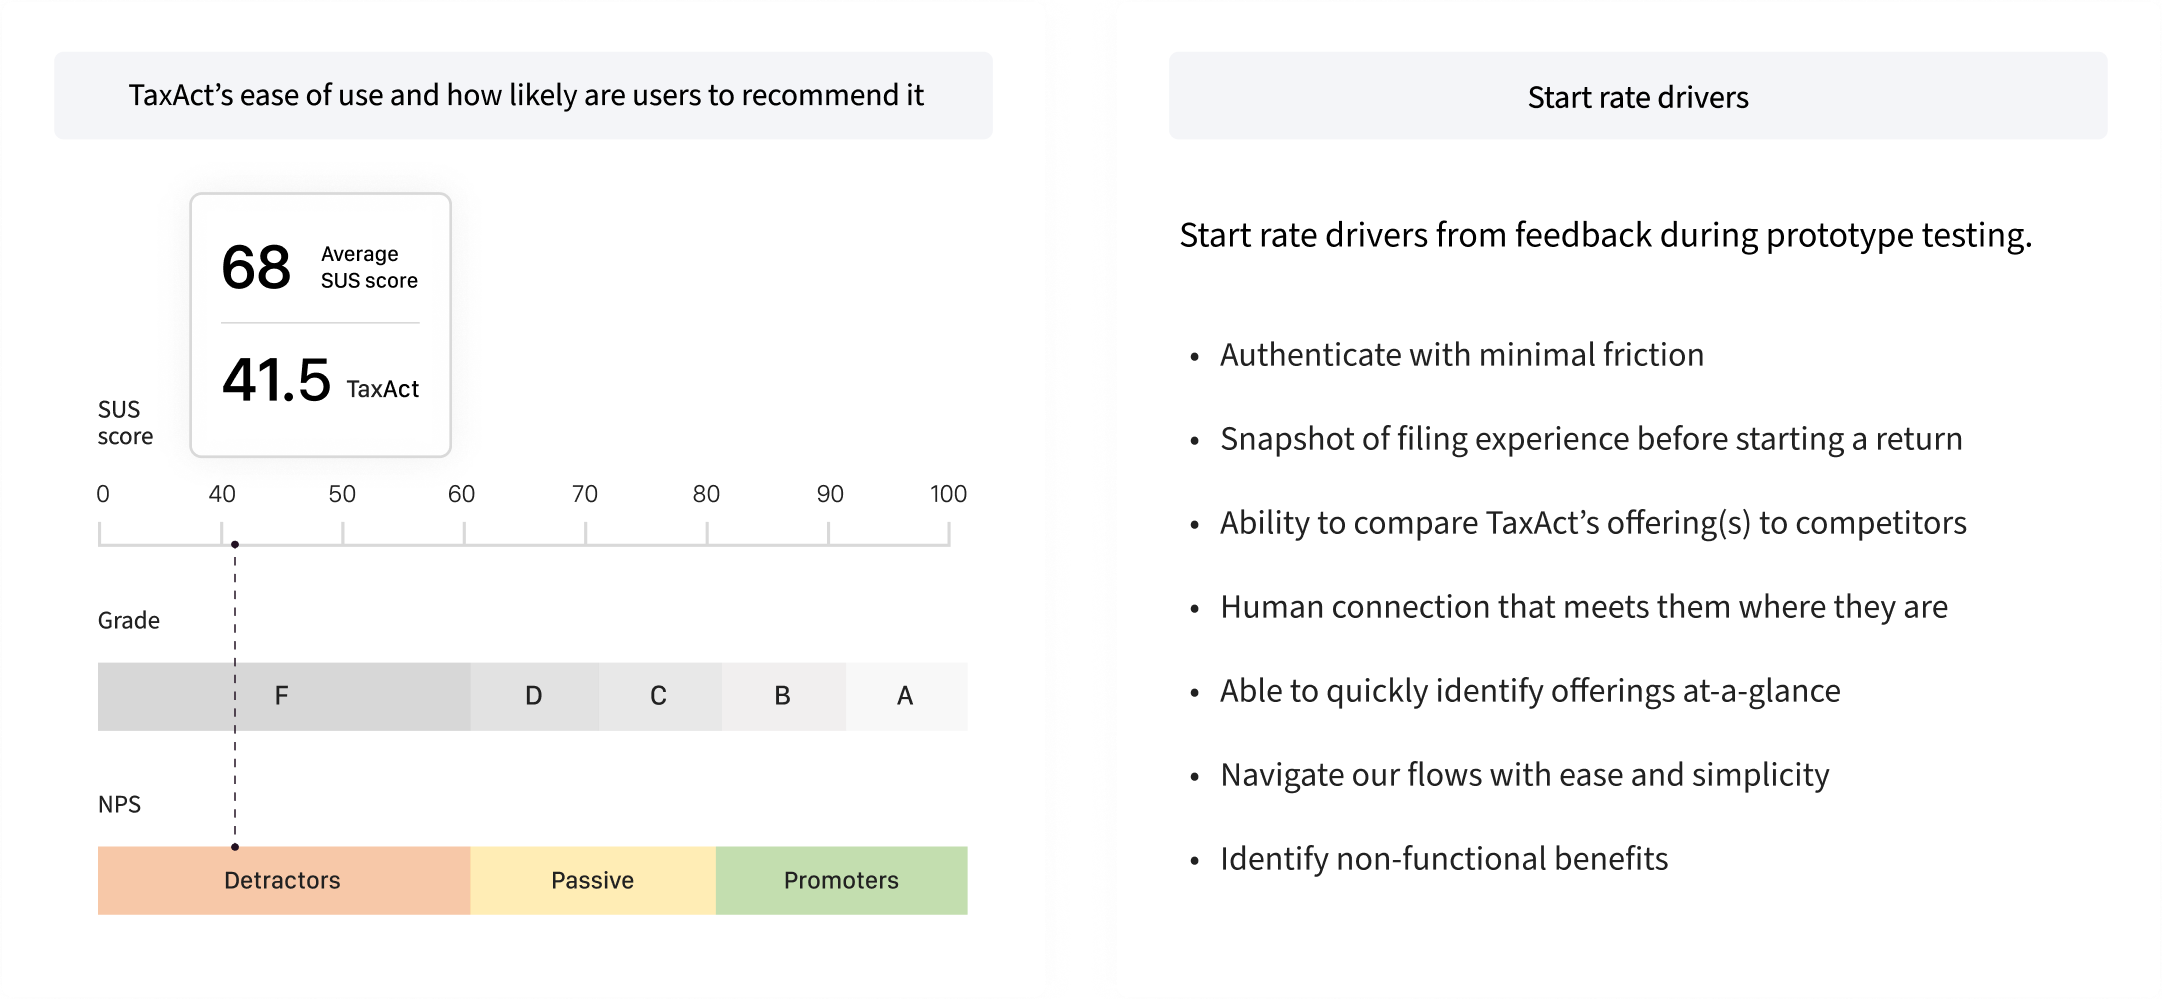 TaxAct’s ease of use and how likely are users to recommend it
68 Average
SUS score
41.5 TaxAct
SUS
score
0 40 50 60 70 80 90 100
Grade
F D C B A
NPS
Detractors Passive Promoters
Start rate drivers
Start rate drivers from feedback during prototype testing.
• Authenticate with minimal friction
• Snapshot of filing experience before starting a return
• Ability to compare TaxAct’s offering(s) to competitors
• Human connection that meets them where they are
• Able to quickly identify offerings at-a-glance
• Navigate our flows with ease and simplicity
• Identify non-functional benefits